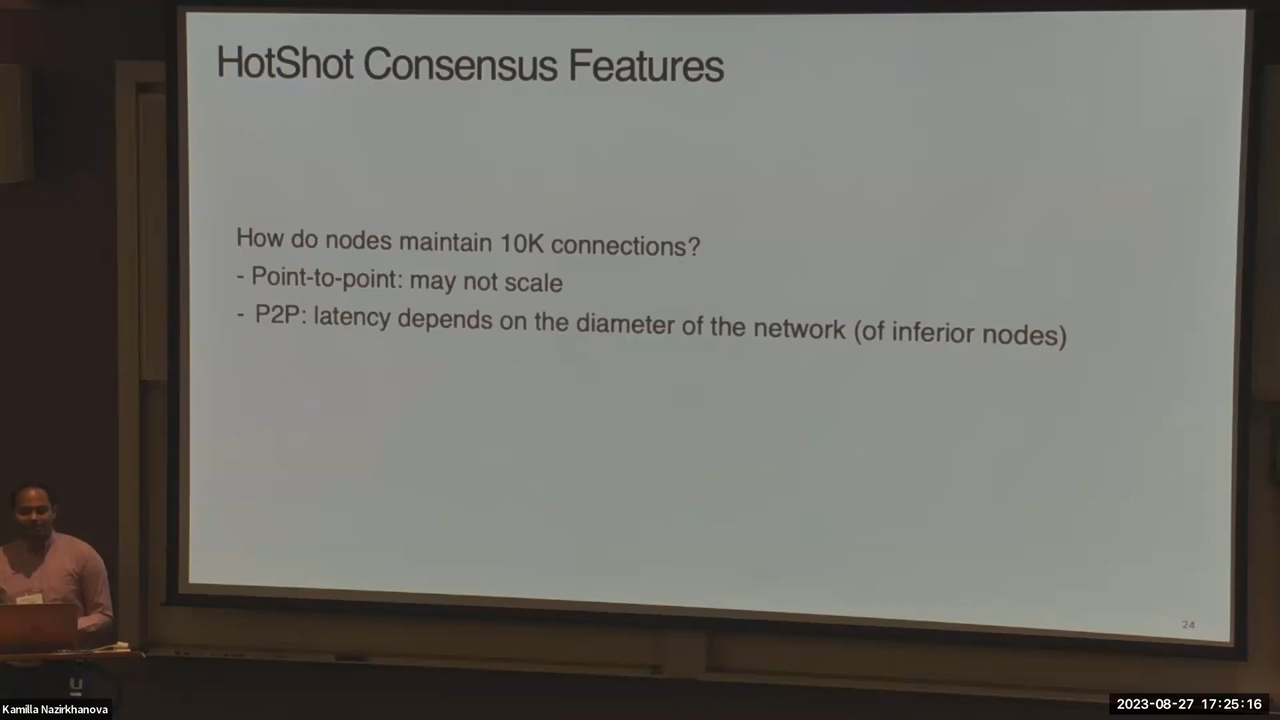 HotShot Consensus Features
How do nodes maintain 10K connections?
- Point-to-point: may not scale
- P2P: latency depends on the diameter of the network (of inferior nodes)
24
U
Kamilla Nazirkhanova
2023-08-27 17:25:16